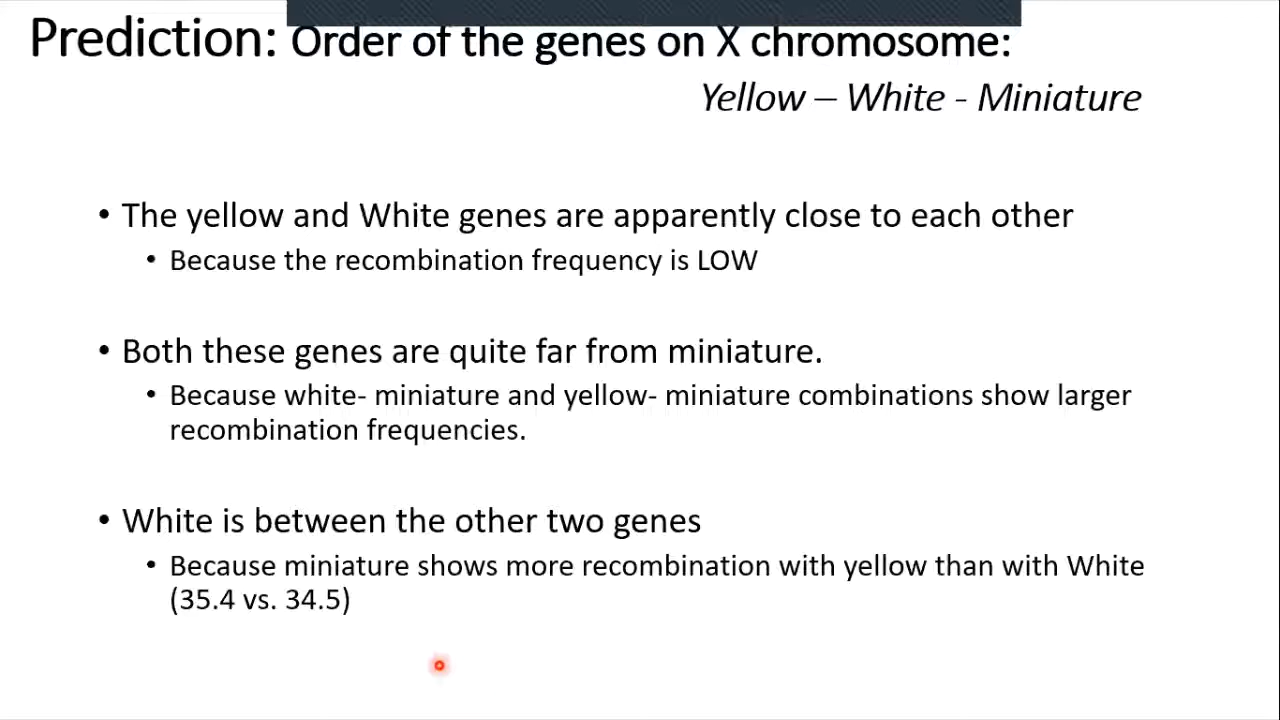 Prediction: Order of the genes on X chromosome:
Yellow – White - Miniature
• The yellow and White genes are apparently close to each other
• Because the recombination frequency is LOW
• Both these genes are quite far from miniature.
• Because white- miniature and yellow- miniature combinations show larger
recombination frequencies.
• White is between the other two genes
• Because miniature shows more recombination with yellow than with White
(35.4 vs. 34.5)